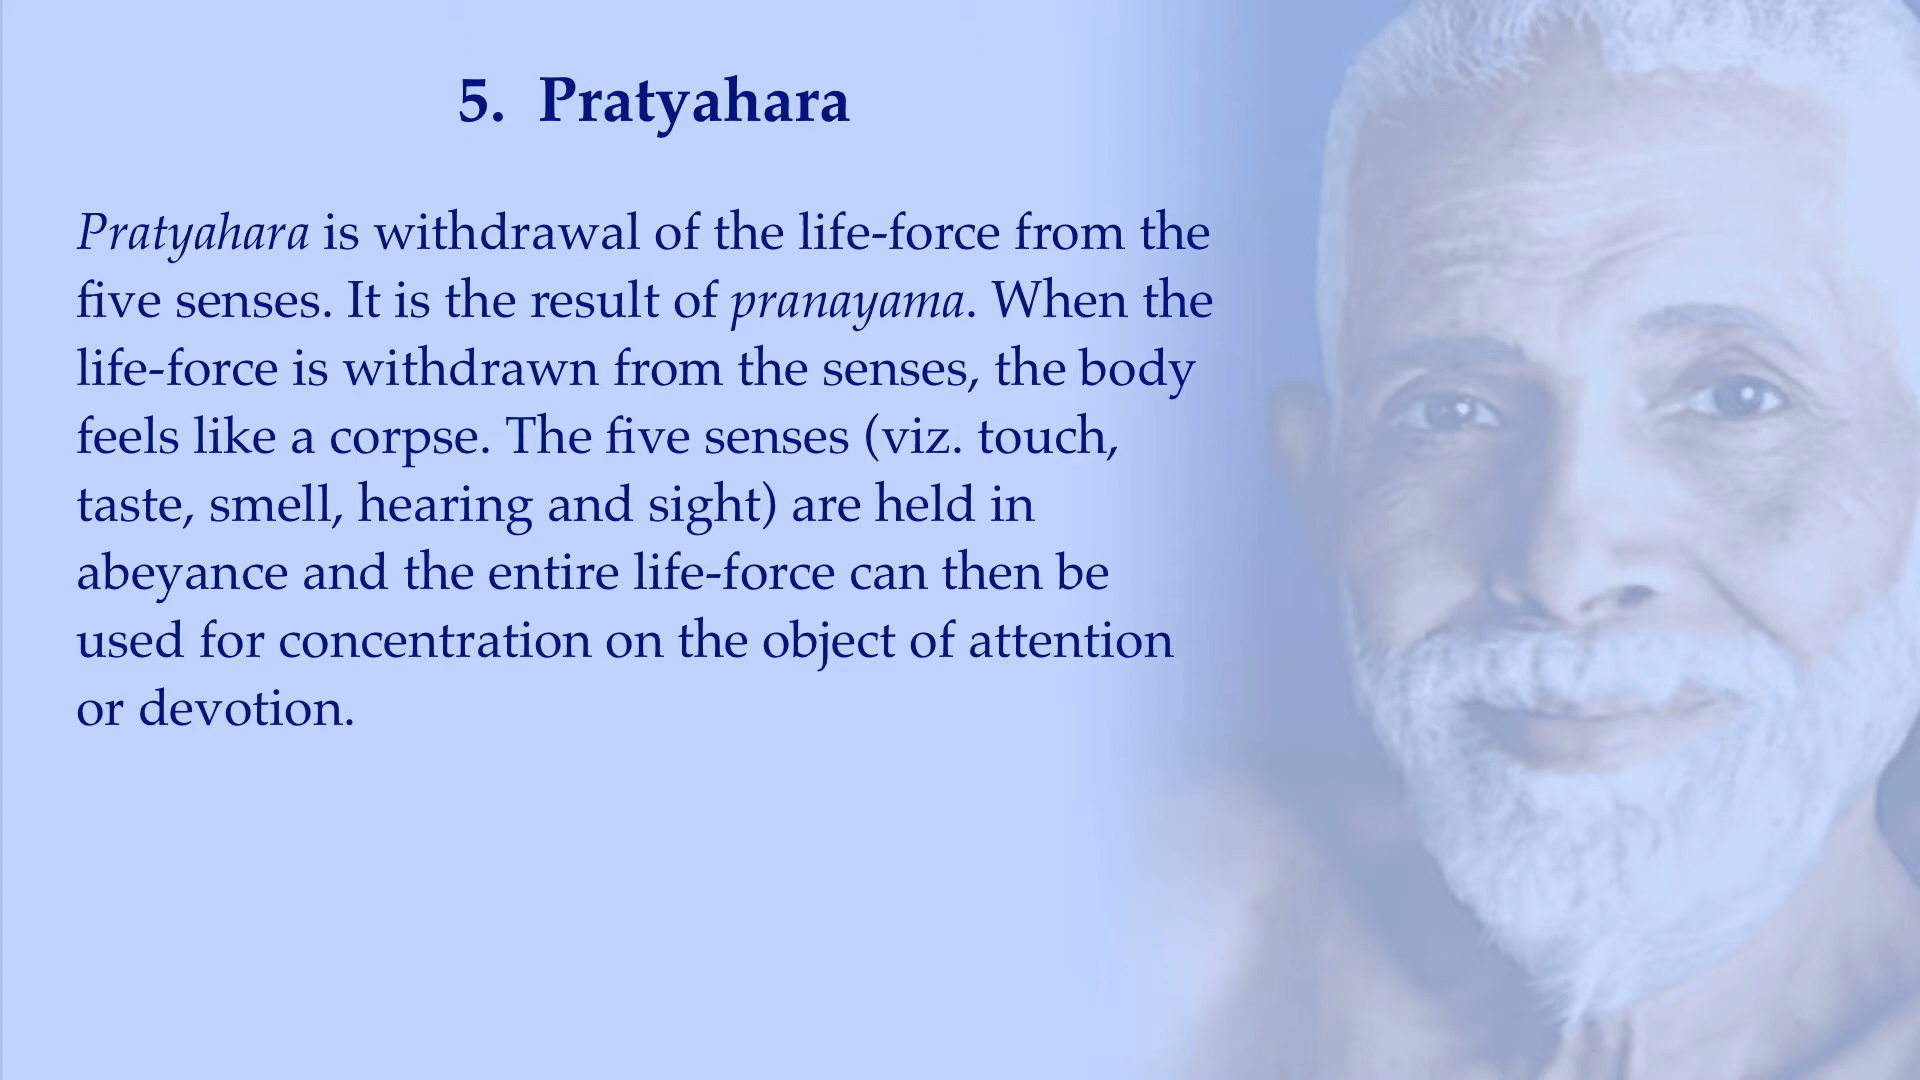 5. Pratyahara
Pratyahara is withdrawal of the life-force from the
five senses. It is the result of pranayama. When the
life-force is withdrawn from the senses, the body
feels like a corpse. The five senses (viz. touch,
taste, smell, hearing and sight) are held in
abeyance and the entire life-force can then be
used for concentration on the object of attention
or devotion.